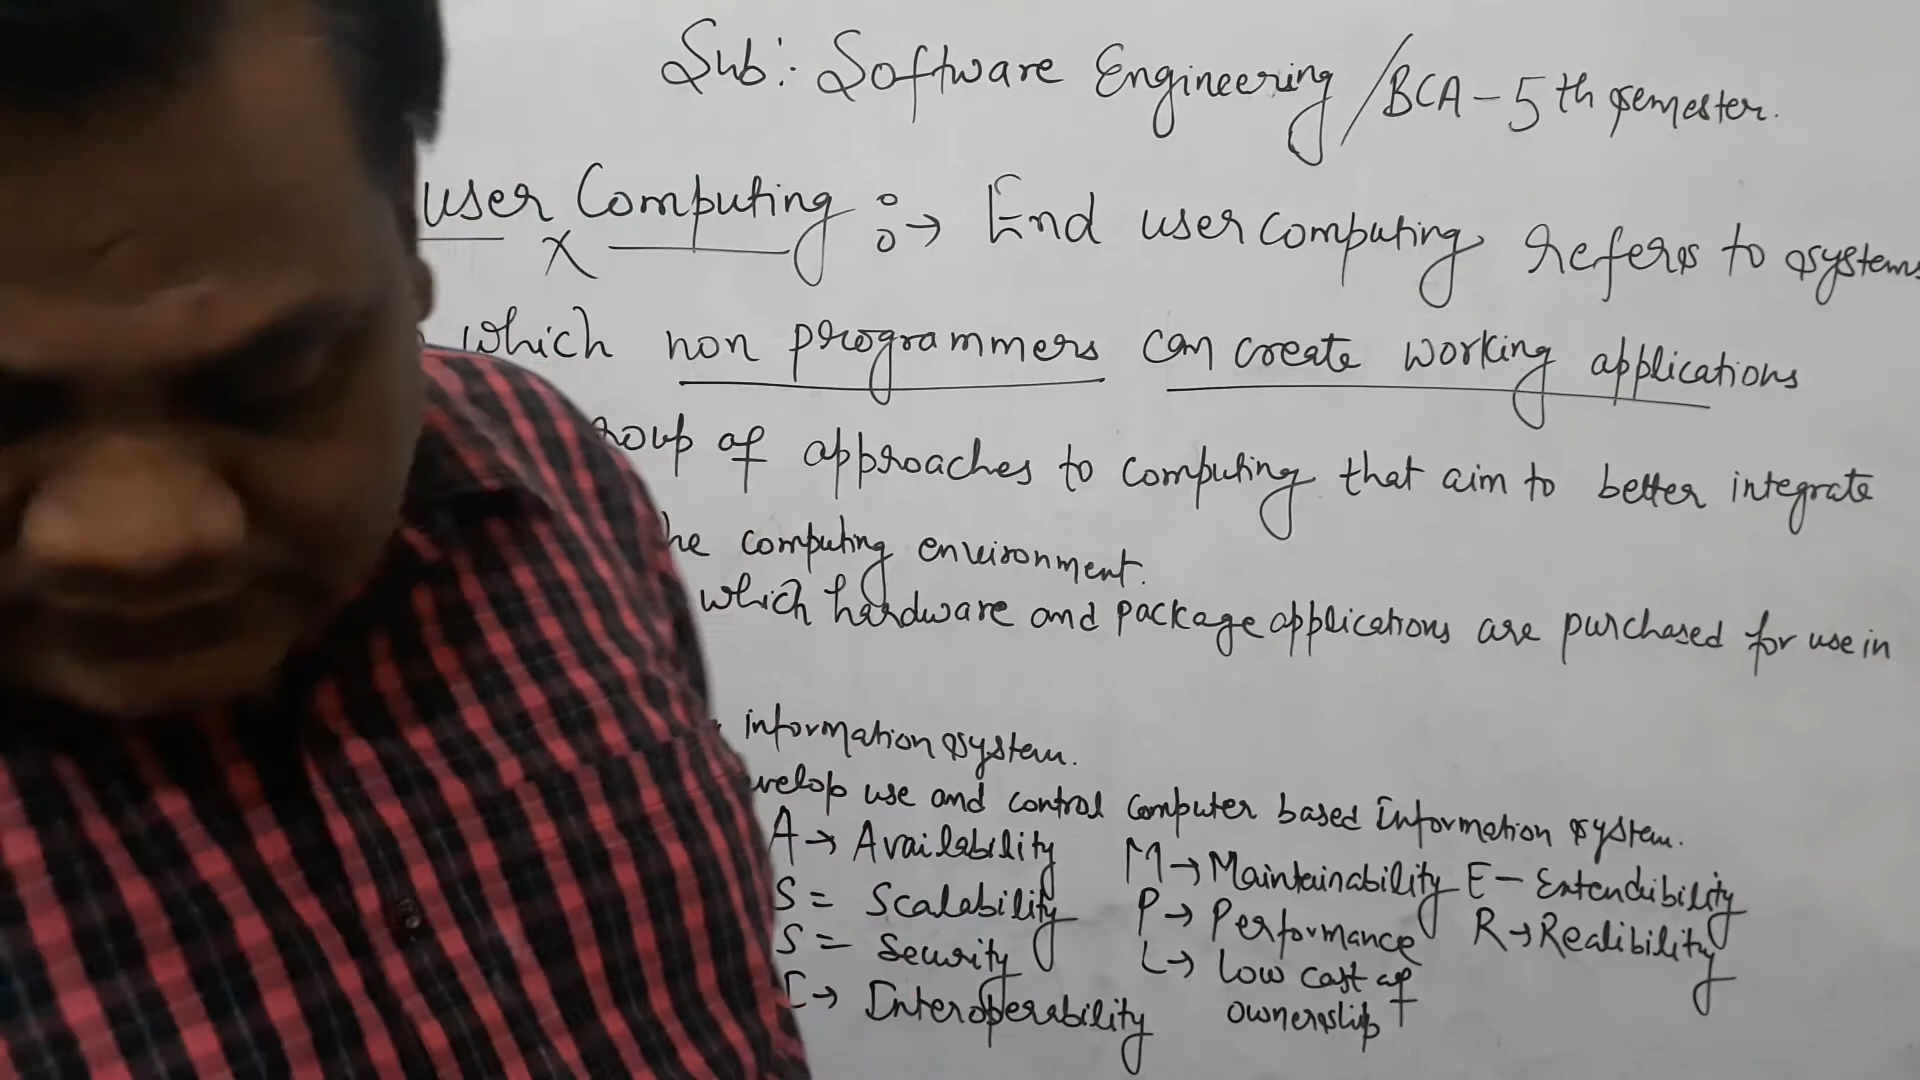 Sub:- Software Engineering / BCA - 5th semester.
user Computing :→ End user computing refers to systems
which non programmers can create working applications
roup of approaches to computing that aim to better integrate
he computing environment.
which hardware and package applications are purchased for use in
information system.
velop use and control computer based Information system.
A → Availability M → Maintainability E - Extendibility
S = Scalability P → Performance R → Realibility
S = Security L → Low cost of
I → Interoperability ownership